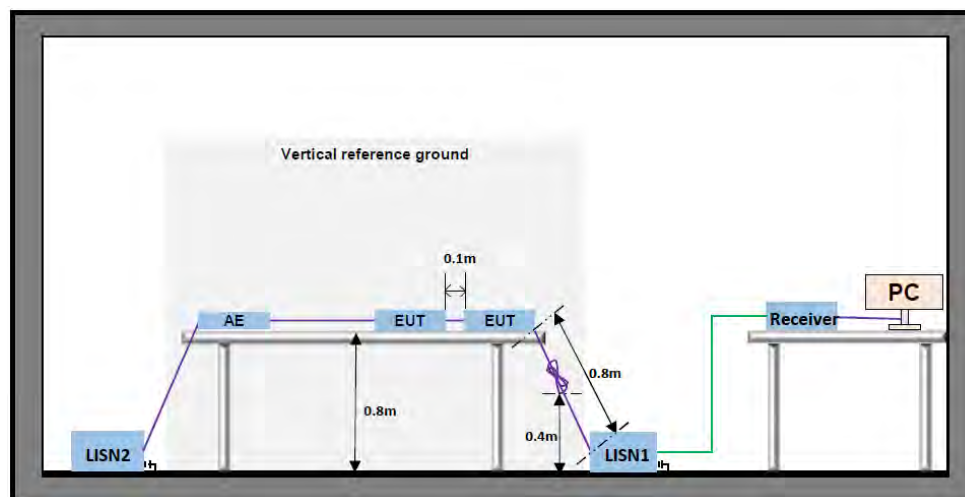 Vertical reference ground
0.1m
AE
EUT
EUT
PC
Receiver
0.8m
0.8m
0.4m
LISN2
LISN1